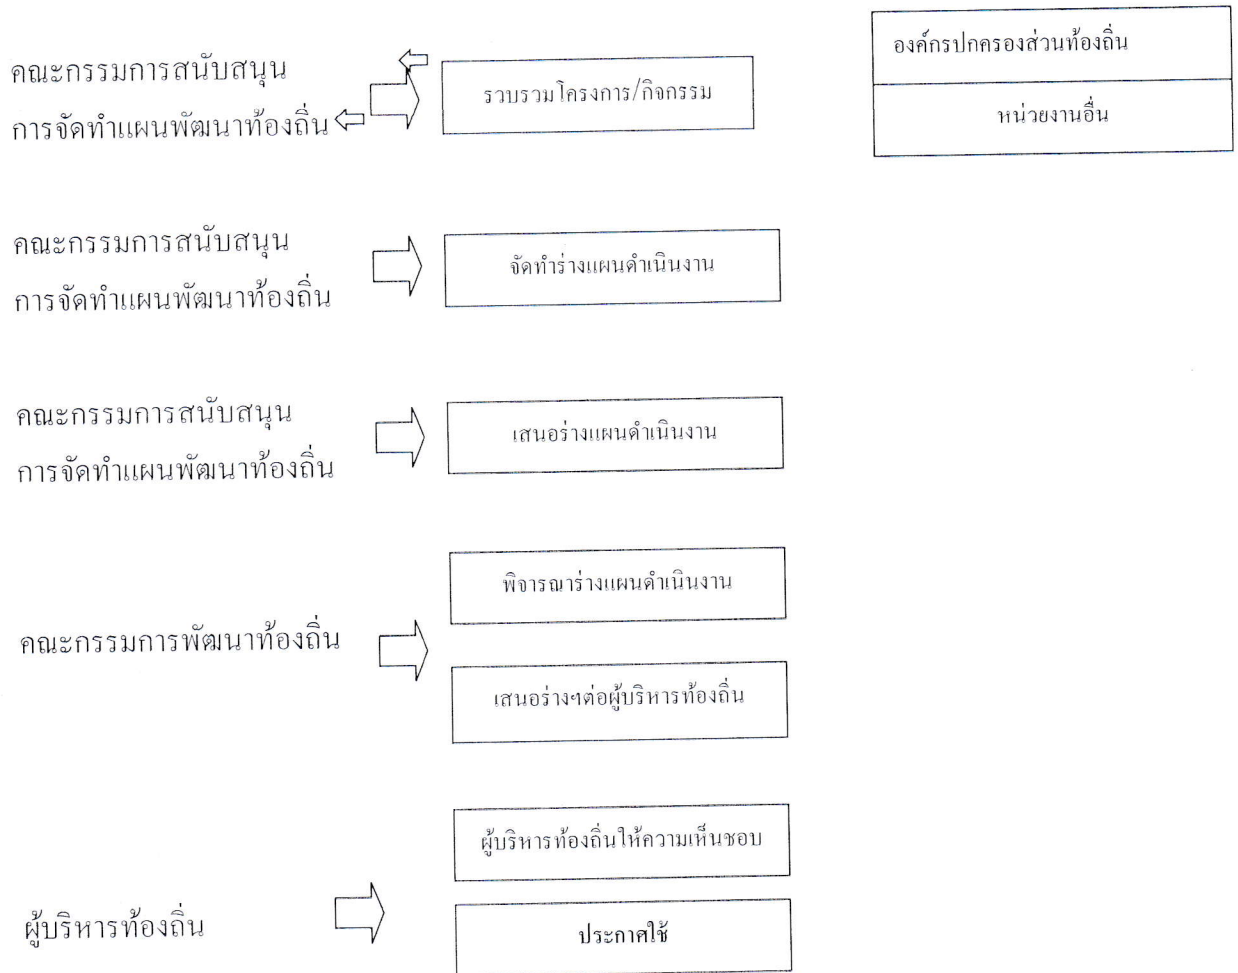 คณะกรรมการสนับสนุน
การจัดทำแผนพัฒนาท้องถิ่น
รวบรวมโครงการ/กิจกรรม
องค์กรปกครองส่วนท้องถิ่น
หน่วยงานอื่น
คณะกรรมการสนับสนุน
การจัดทำแผนพัฒนาท้องถิ่น
จัดทำร่างแผนดำเนินงาน
คณะกรรมการสนับสนุน
การจัดทำแผนพัฒนาท้องถิ่น
เสนอร่างแผนดำเนินงาน
คณะกรรมการพัฒนาท้องถิ่น
พิจารณาร่างแผนดำเนินงาน
เสนอร่างฯต่อผู้บริหารท้องถิ่น
ผู้บริหารท้องถิ่น
ผู้บริหารท้องถิ่นให้ความเห็นชอบ
ประกาศใช้